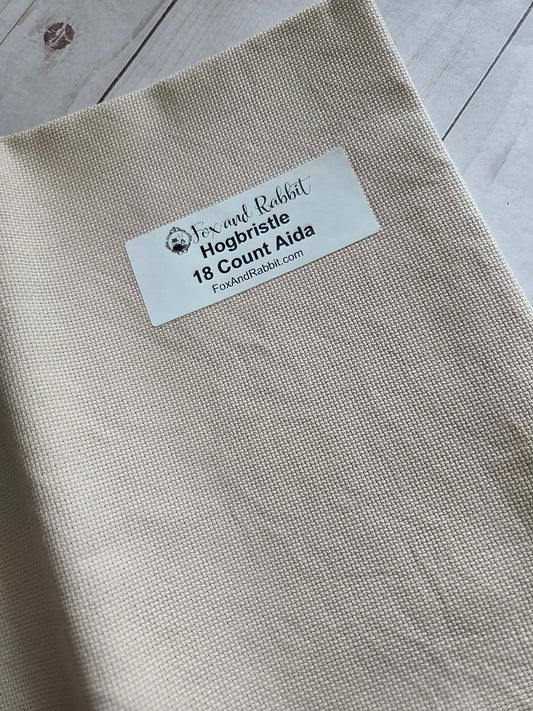 Fox and Rabbit
Hogbristle
18 Count Aida
FoxAndRabbit.com